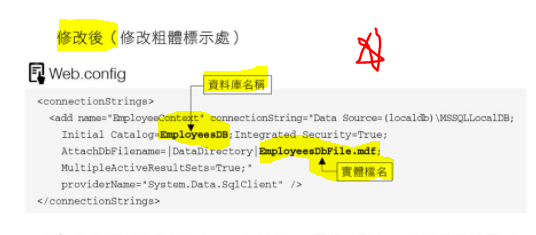 修改後（修改粗體標示處）
Web.config
資料庫名稱
<connectionStrings>
<add name="EmployeeContext" connectionString="Data Source=(localdb)\MSSQLLocalDB;
Initial Catalog=EmployeesDB;Integrated Security=True;
AttachDbFilename=|DataDirectory|EmployeesDbFile.mdf;
MultipleActiveResultSets=True;"
實體檔名
providerName="System.Data.SqlClient" />
</connectionStrings>